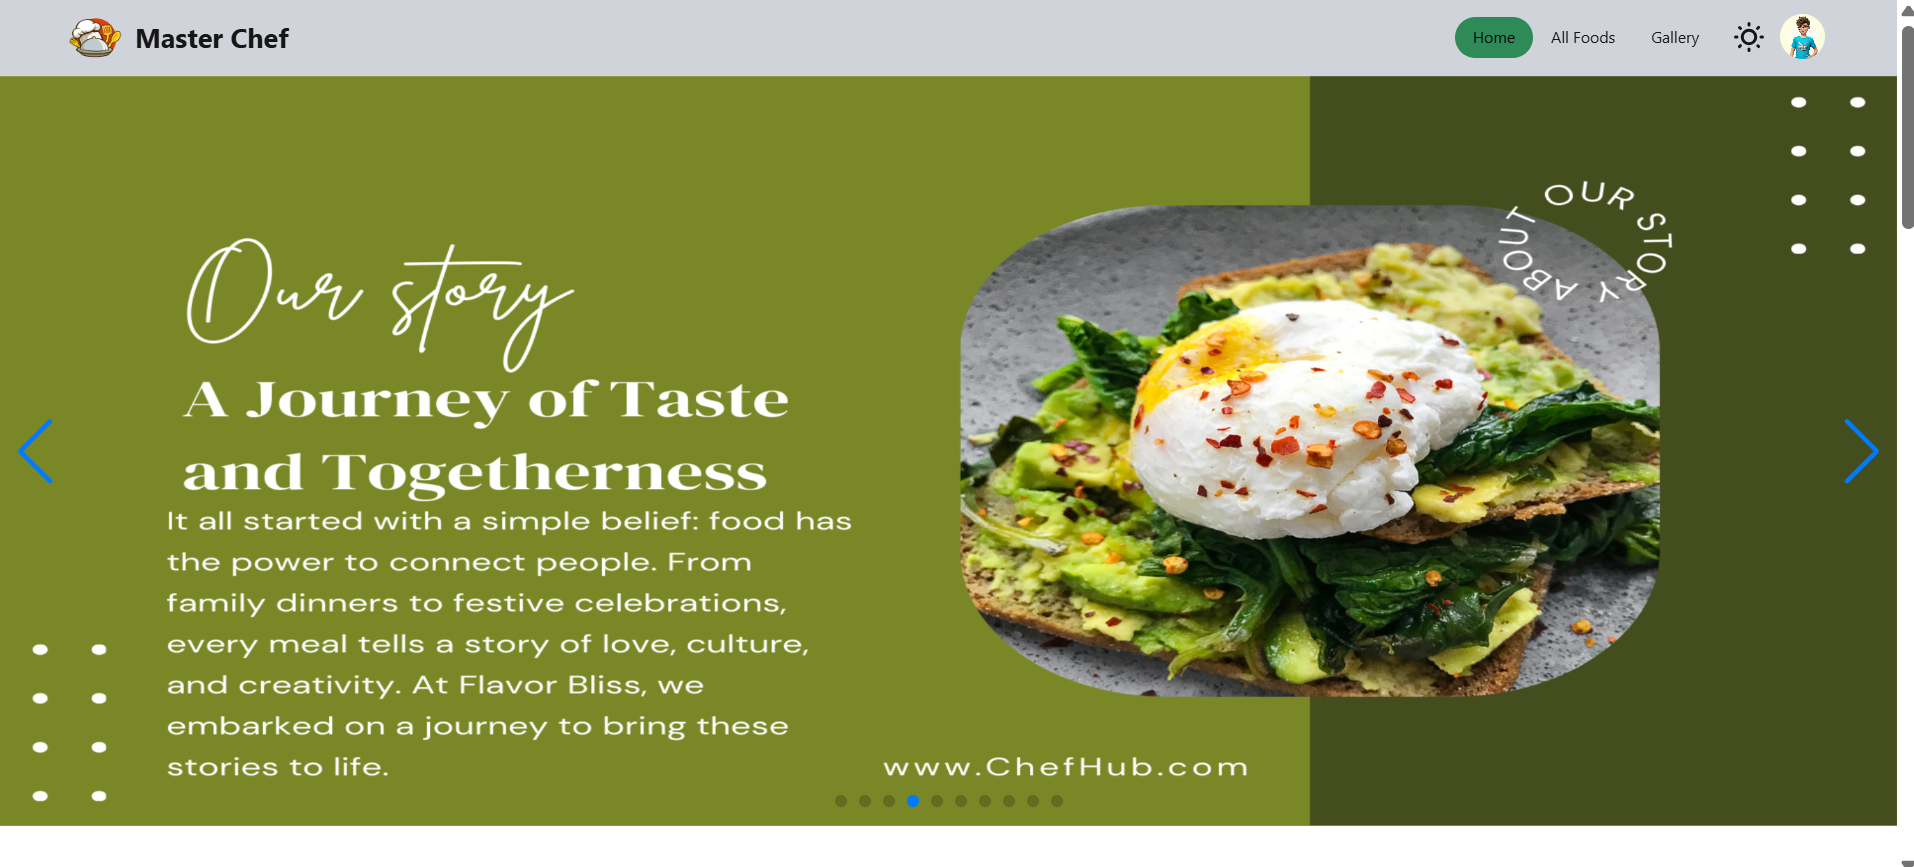 Master Chef
Home
All Foods
Gallery
ABOUT OUR STORY
Our story
A Journey of Taste
and Togetherness
It all started with a simple belief: food has
the power to connect people. From
family dinners to festive celebrations,
every meal tells a story of love, culture,
and creativity. At Flavor Bliss, we
embarked on a journey to bring these
stories to life.
www.ChefHub.com